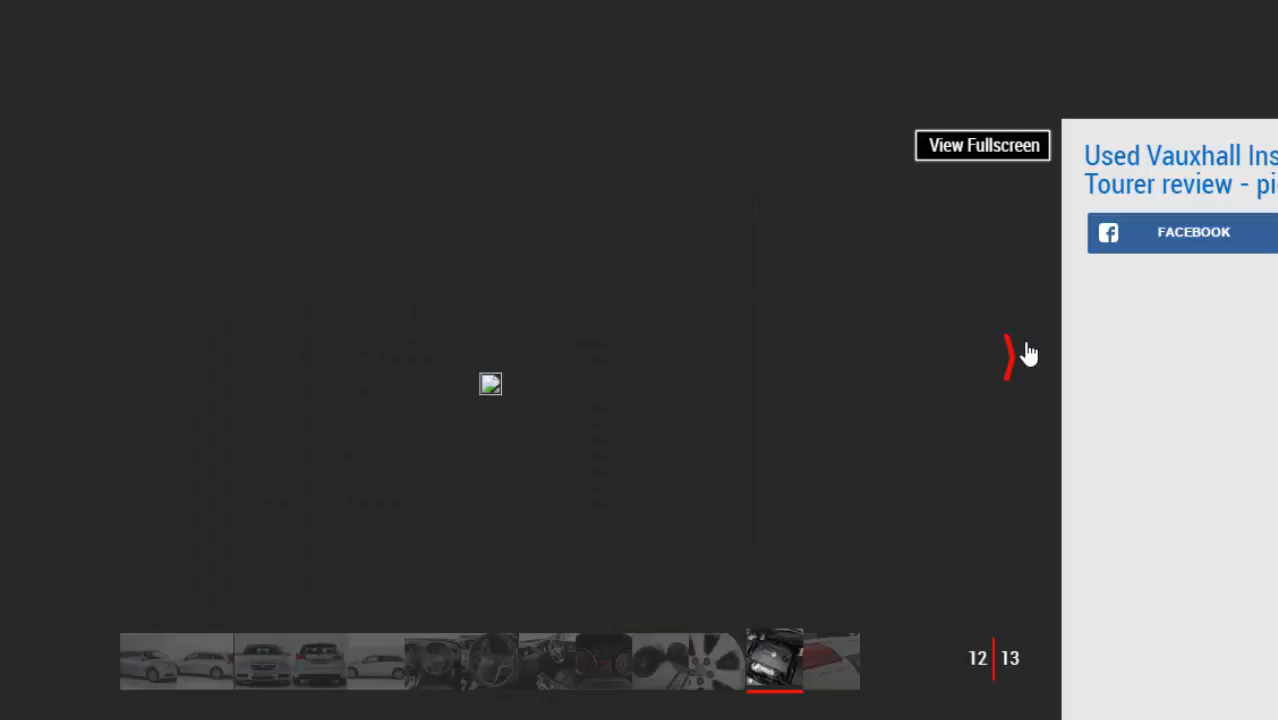 View Fullscreen
Used Vauxhall Ins
Tourer review - pi
FACEBOOK
12 13